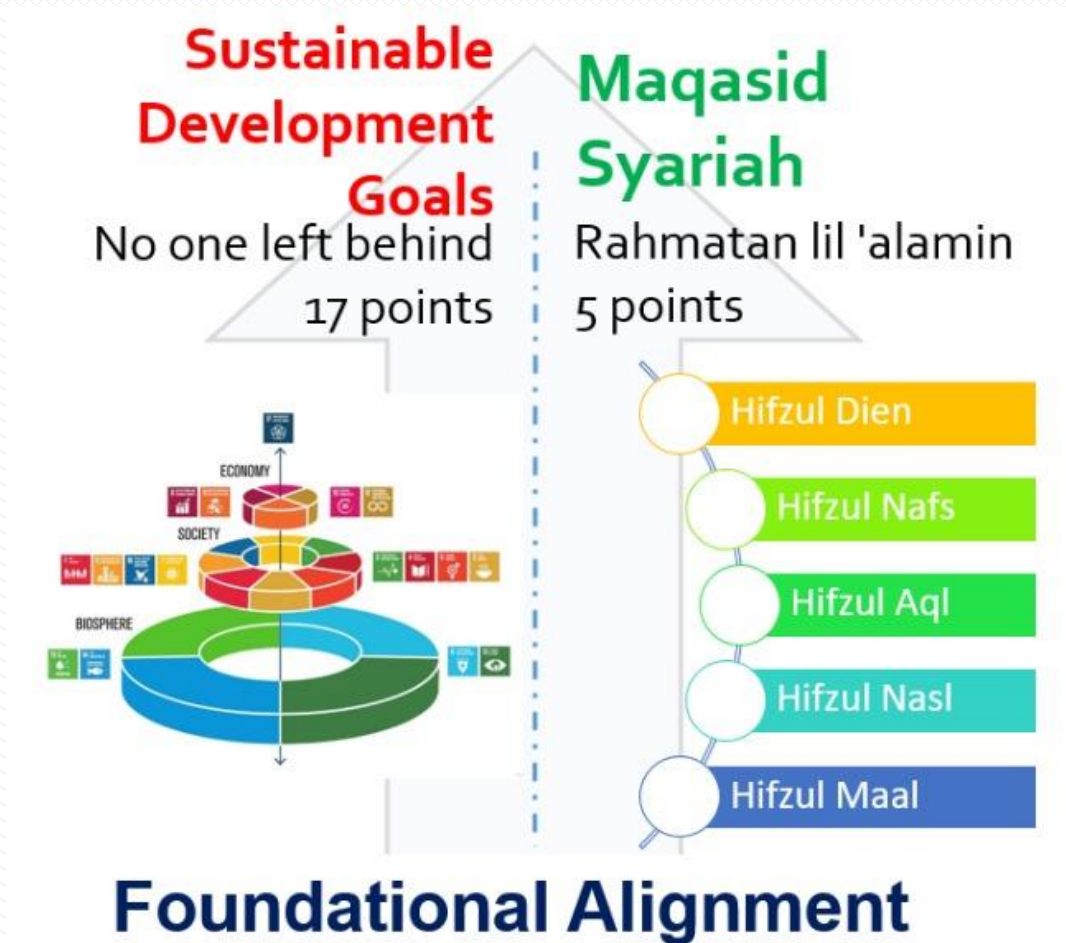 Sustainable
Development
Goals
No one left behind
17 points
Maqasid
Syariah
Rahmatan lil 'alamin
5 points
ECONOMY
SOCIETY
BIOSPHERE
Hifzul Dien
Hifzul Nafs
Hifzul Aql
Hifzul Nasl
Hifzul Maal
Foundational Alignment